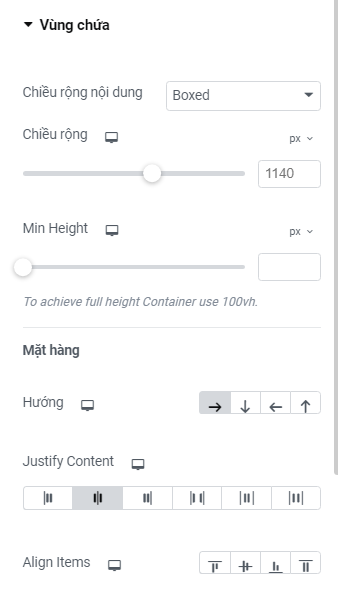 Vùng chứa
Chiều rộng nội dung Boxed
Chiều rộng px
1140
Min Height px
To achieve full height Container use 100vh.
Mặt hàng
Hướng
Justify Content
Align Items